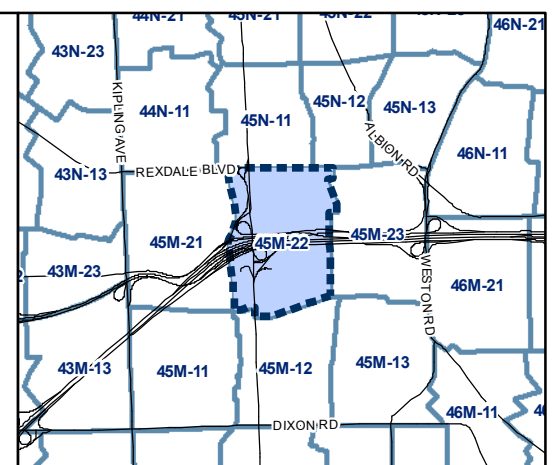 44N-21
46N-21
43N-23
44N-11
45N-12
45N-13
45N-11
KIPLING AVE
ALBION RD
46N-11
43N-13
REXDALE BLVD
45M-21
45M-22
45M-23
43M-23
WESTON RD
46M-21
43M-13
45M-11
45M-12
45M-13
46M-11
DIXON RD